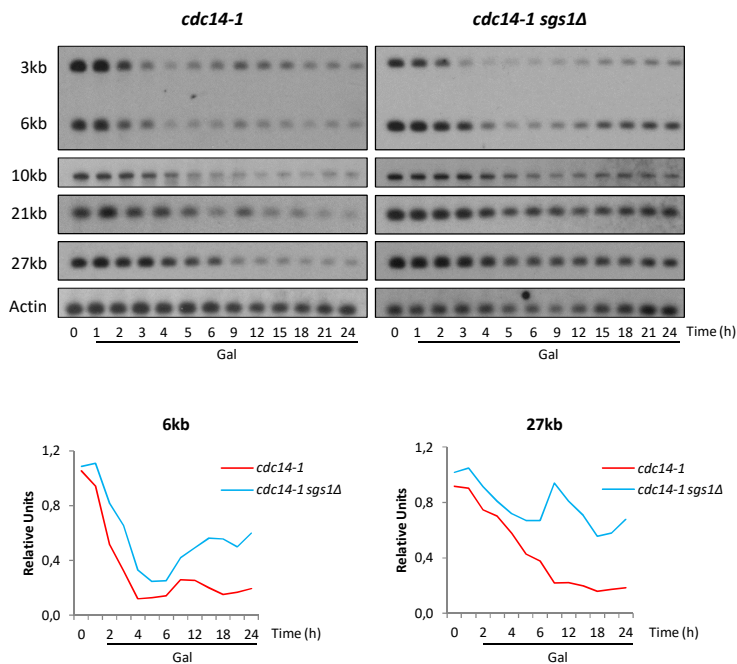 cdc14-1 cdc14-1 sgs1Δ
3kb
6kb
10kb
21kb
27kb
Actin
0 1 2 3 4 5 6 9 12 15 18 21 24 0 1 2 3 4 5 6 9 12 15 18 21 24 Time (h)
Gal Gal
6kb 27kb
1,2
0,8
0,4
0,0
Relative Units
cdc14-1
cdc14-1 sgs1Δ
0 2 4 6 12 18 24 Time (h)
Gal
1,2
0,8
0,4
0,0
Relative Units
cdc14-1
cdc14-1 sgs1Δ
0 2 4 6 12 18 24 Time (h)
Gal